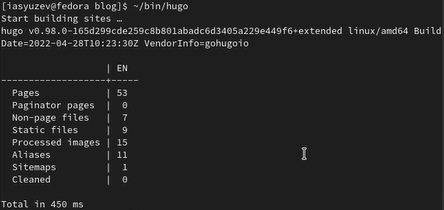 [iasyuzev@fedora blog]$ ~/bin/hugo
Start building sites …
hugo v0.98.0-165d299cde259c8b801abadc6d3405a229e449f6+extended linux/amd64 Build
Date=2022-04-28T10:23:30Z VendorInfo=gohugoio
                   | EN
-------------------+-----
  Pages            | 53
  Paginator pages  |  0
  Non-page files   |  7
  Static files     |  9
  Processed images | 15
  Aliases          | 11
  Sitemaps         |  1
  Cleaned          |  0
Total in 450 ms